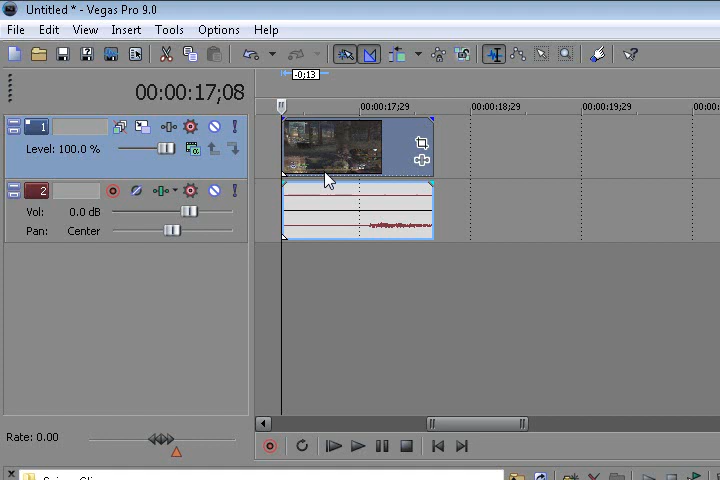 Untitled * - Vegas Pro 9.0
File Edit View Insert Tools Options Help
-0;13
00:00:17;08
00:00:17;29 00:00:18;29 00:00:19;29 00:00:
1
Level: 100.0 %
2
Vol: 0.0 dB
Pan: Center
Rate: 0.00